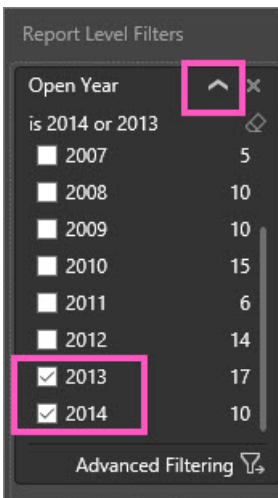 Report Level Filters
Open Year
is 2014 or 2013
2007 5
2008 10
2009 10
2010 15
2011 6
2012 14
2013 17
2014 10
Advanced Filtering